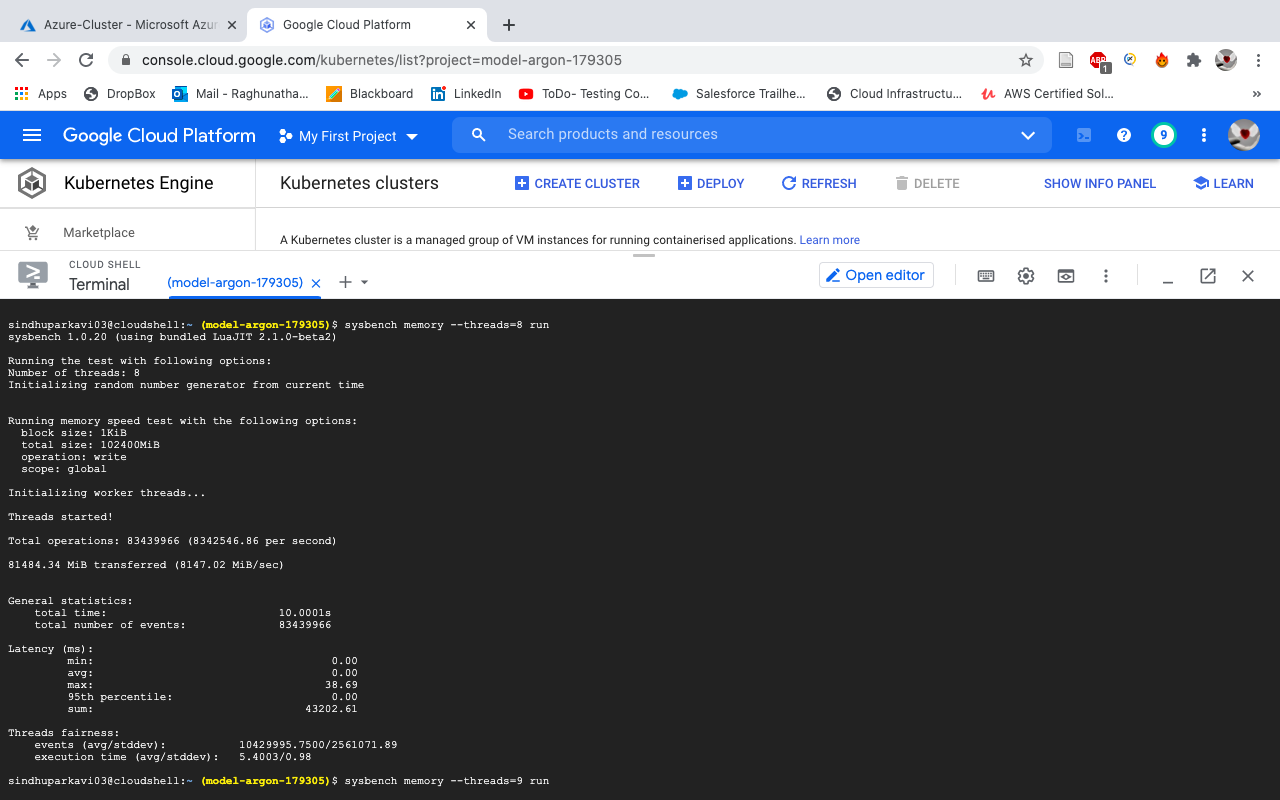 Azure-Cluster - Microsoft Azur
Google Cloud Platform
console.cloud.google.com/kubernetes/list?project=model-argon-179305
ABP
1
Apps
DropBox
Mail - Raghunatha...
Blackboard
LinkedIn
ToDo- Testing Co...
Salesforce Trailhe...
Cloud Infrastructu...
AWS Certified Sol...
»
Google Cloud Platform
My First Project
Search products and resources
9
Kubernetes Engine
Kubernetes clusters
CREATE CLUSTER
DEPLOY
REFRESH
DELETE
SHOW INFO PANEL
LEARN
Marketplace
A Kubernetes cluster is a managed group of VM instances for running containerised applications. Learn more
CLOUD SHELL
Terminal
(model-argon-179305)
Open editor
sindhuparkavi03@cloudshell:~ (model-argon-179305)$ sysbench memory --threads=8 run
sysbench 1.0.20 (using bundled LuaJIT 2.1.0-beta2)
Running the test with following options:
Number of threads: 8
Initializing random number generator from current time
Running memory speed test with the following options:
block size: 1KiB
total size: 102400MiB
operation: write
scope: global
Initializing worker threads...
Threads started!
Total operations: 83439966 (8342546.86 per second)
81484.34 MiB transferred (8147.02 MiB/sec)
General statistics:
total time: 10.0001s
total number of events: 83439966
Latency (ms):
min: 0.00
avg: 0.00
max: 38.69
95th percentile: 0.00
sum: 43202.61
Threads fairness:
events (avg/stddev): 10429995.7500/2561071.89
execution time (avg/stddev): 5.4003/0.98
sindhuparkavi03@cloudshell:~ (model-argon-179305)$ sysbench memory --threads=9 run